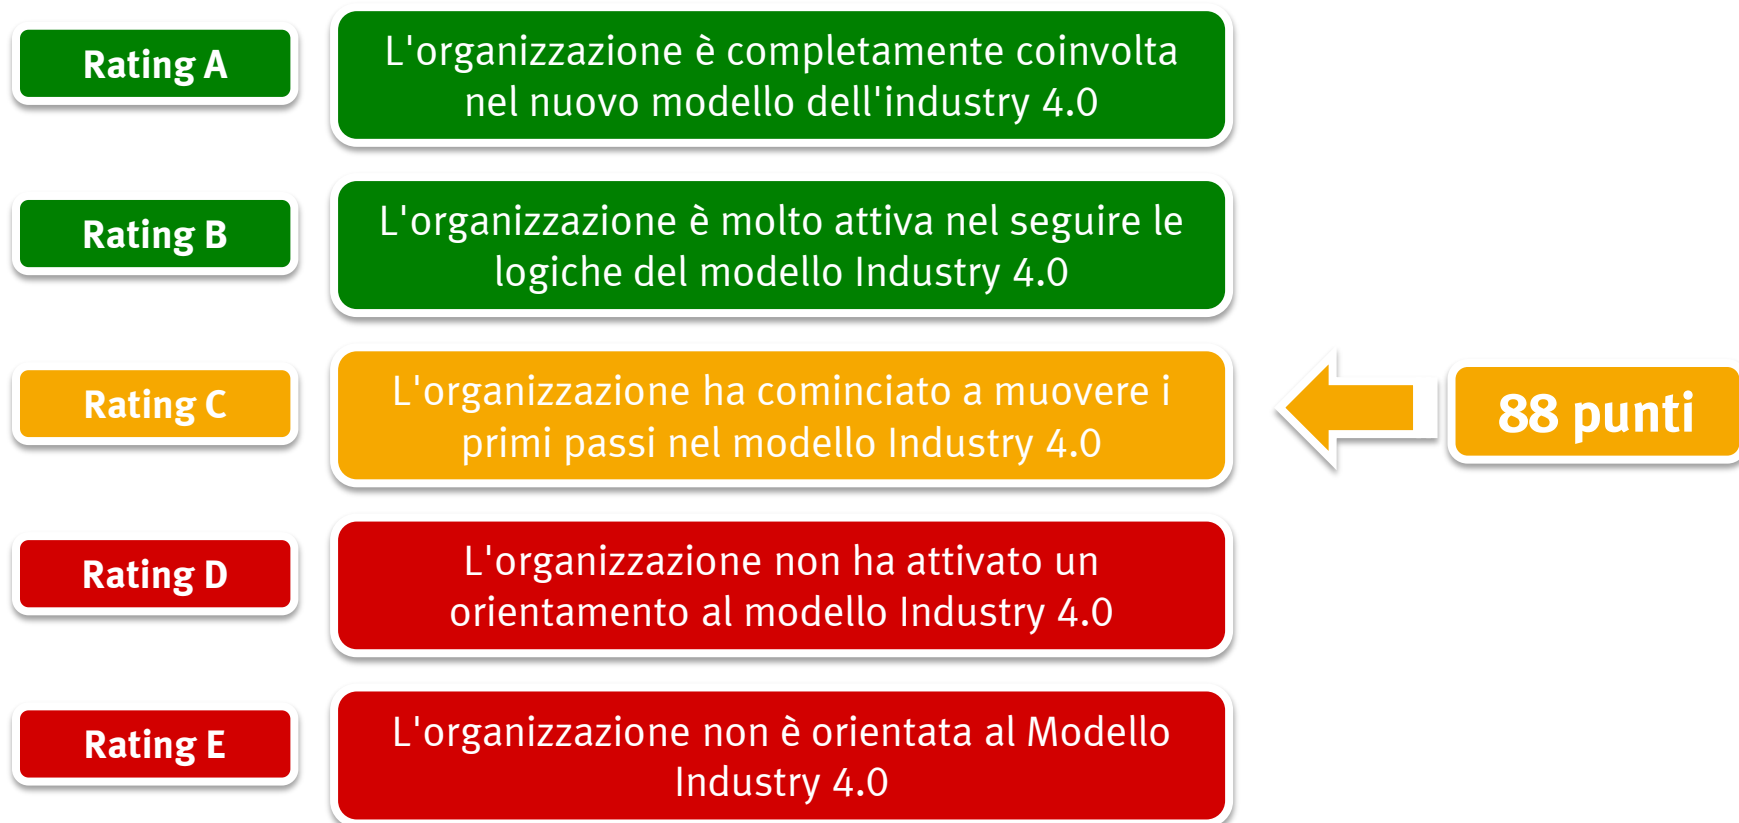 Rating A
L'organizzazione è completamente coinvolta
nel nuovo modello dell'industry 4.0
Rating B
L'organizzazione è molto attiva nel seguire le
logiche del modello Industry 4.0
Rating C
L'organizzazione ha cominciato a muovere i
primi passi nel modello Industry 4.0
88 punti
Rating D
L'organizzazione non ha attivato un
orientamento al modello Industry 4.0
Rating E
L'organizzazione non è orientata al Modello
Industry 4.0